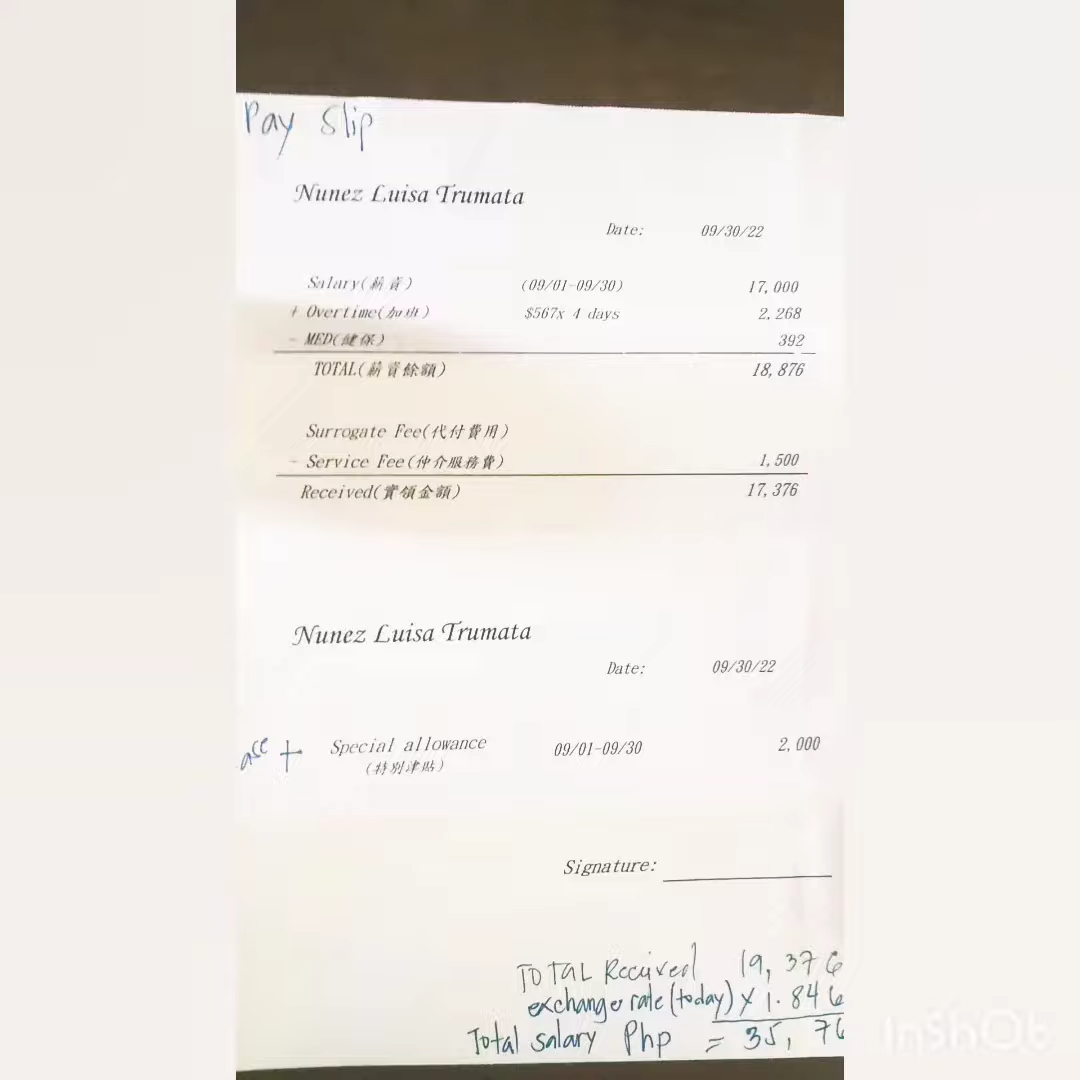 Pay Slip
Nunez Luisa Trumata
Date: 09/30/22
Salary(薪資) (09/01-09/30) 17,000
+ Overtime(加班) $567x 4 days 2,268
- MED(健保) 392
TOTAL(薪資餘額) 18,876
Surrogate Fee(代付費用)
- Service Fee(仲介服務費) 1,500
Received(實領金額) 17,376
Nunez Luisa Trumata
Date: 09/30/22
+ Special allowance 09/01-09/30 2,000
(特別津貼)
Signature:
TOTAL Received 19,376
exchange rate (today) x 1.846
Total salary Php = 35, 76
InShOt